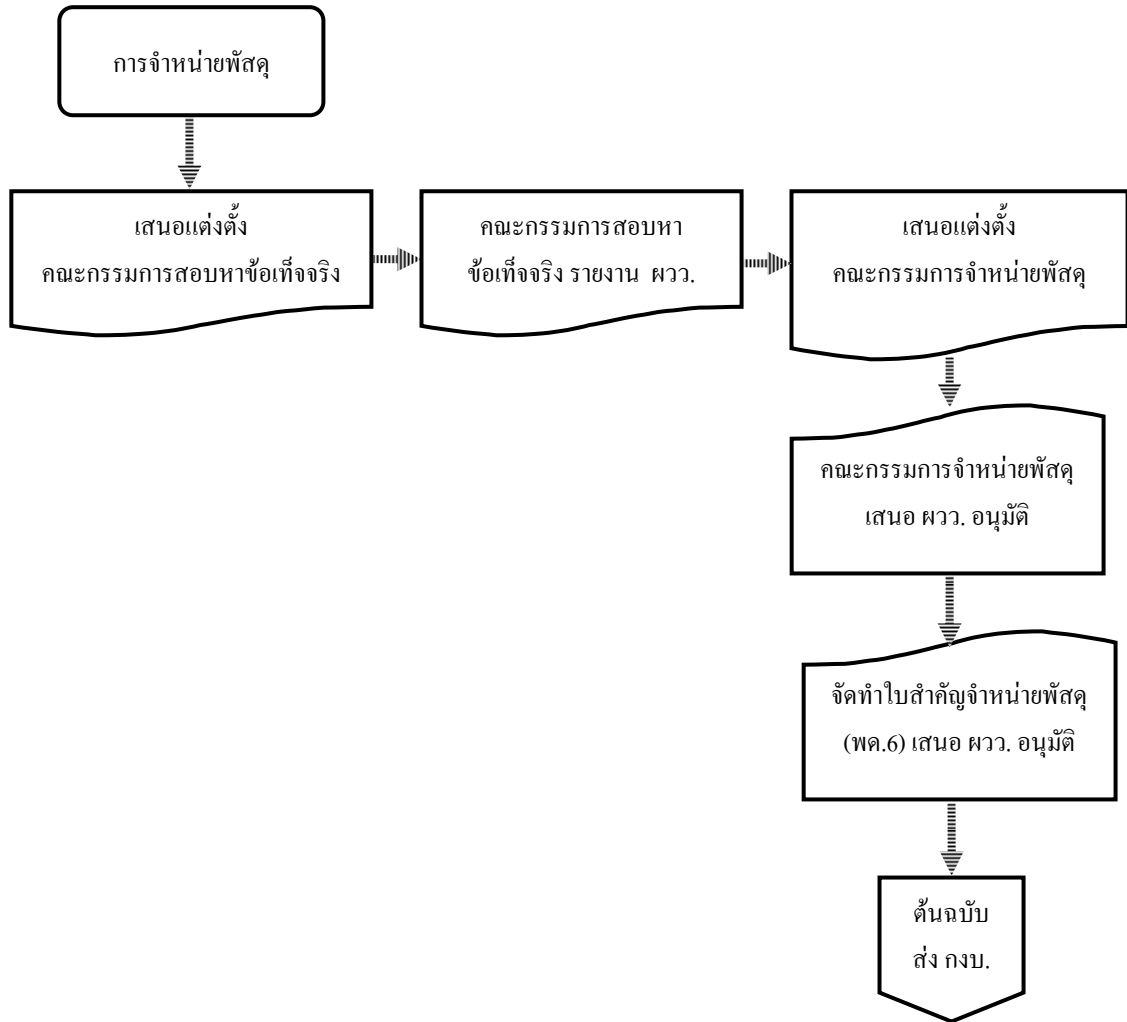 การจำหน่ายพัสดุ
เสนอแต่งตั้ง
คณะกรรมการสอบหาข้อเท็จจริง
คณะกรรมการสอบหา
ข้อเท็จจริง รายงาน ผวว.
เสนอแต่งตั้ง
คณะกรรมการจำหน่ายพัสดุ
คณะกรรมการจำหน่ายพัสดุ
เสนอ ผวว. อนุมัติ
จัดทำใบสำคัญจำหน่ายพัสดุ
(พด.6) เสนอ ผวว. อนุมัติ
ต้นฉบับ
ส่ง กงบ.